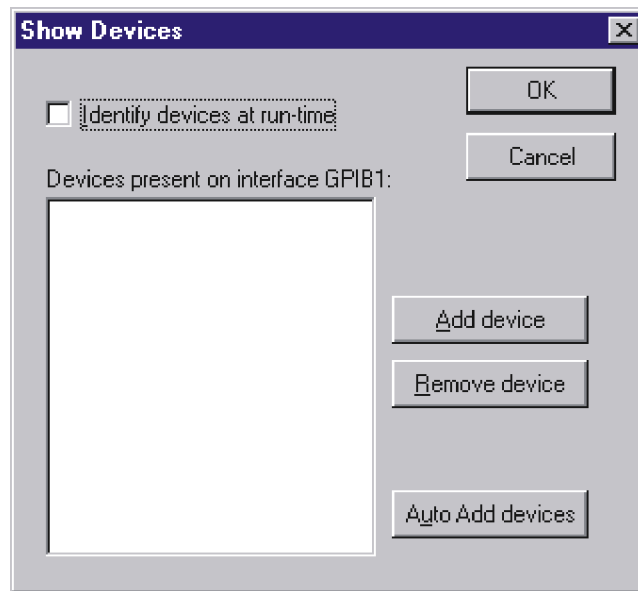 Show Devices
OK
Identify devices at run-time
Cancel
Devices present on interface GPIB1:
Add device
Remove device
Auto Add devices